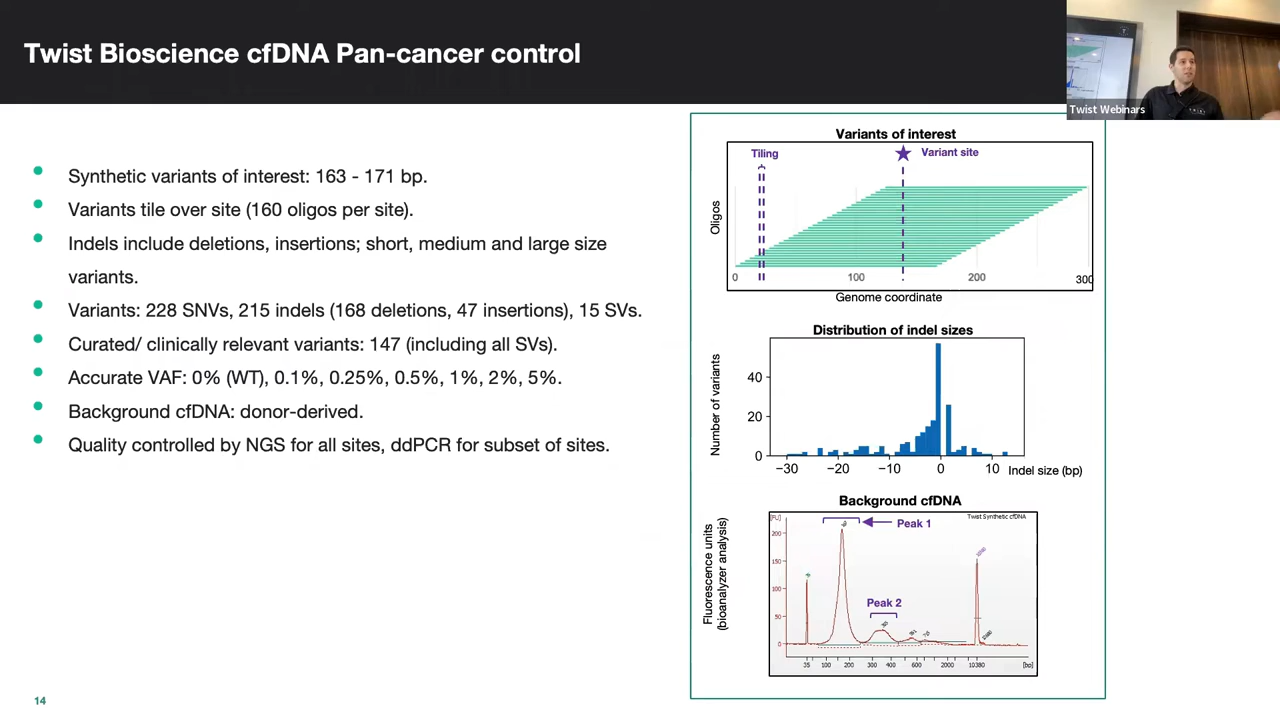 Twist Bioscience cfDNA Pan-cancer control
Twist Webinars
Synthetic variants of interest: 163 - 171 bp.
Variants tile over site (160 oligos per site).
Indels include deletions, insertions; short, medium and large size
variants.
Variants: 228 SNVs, 215 indels (168 deletions, 47 insertions), 15 SVs.
Curated/ clinically relevant variants: 147 (including all SVs).
Accurate VAF: 0% (WT), 0.1%, 0.25%, 0.5%, 1%, 2%, 5%.
Background cfDNA: donor-derived.
Quality controlled by NGS for all sites, ddPCR for subset of sites.
Variants of interest
Tiling
Variant site
Oligos
0 100 200 300
Genome coordinate
Distribution of indel sizes
Number of variants
40
20
0
−30 −20 −10 0 10 Indel size (bp)
Background cfDNA
Fluorescence units
(bioanalyzer analysis)
[FU]
Twist Synthetic cfDNA
Peak 1
200
150
100
50
0
Peak 2
35 100 200 300 400 600 2000 10380 [bp]
14